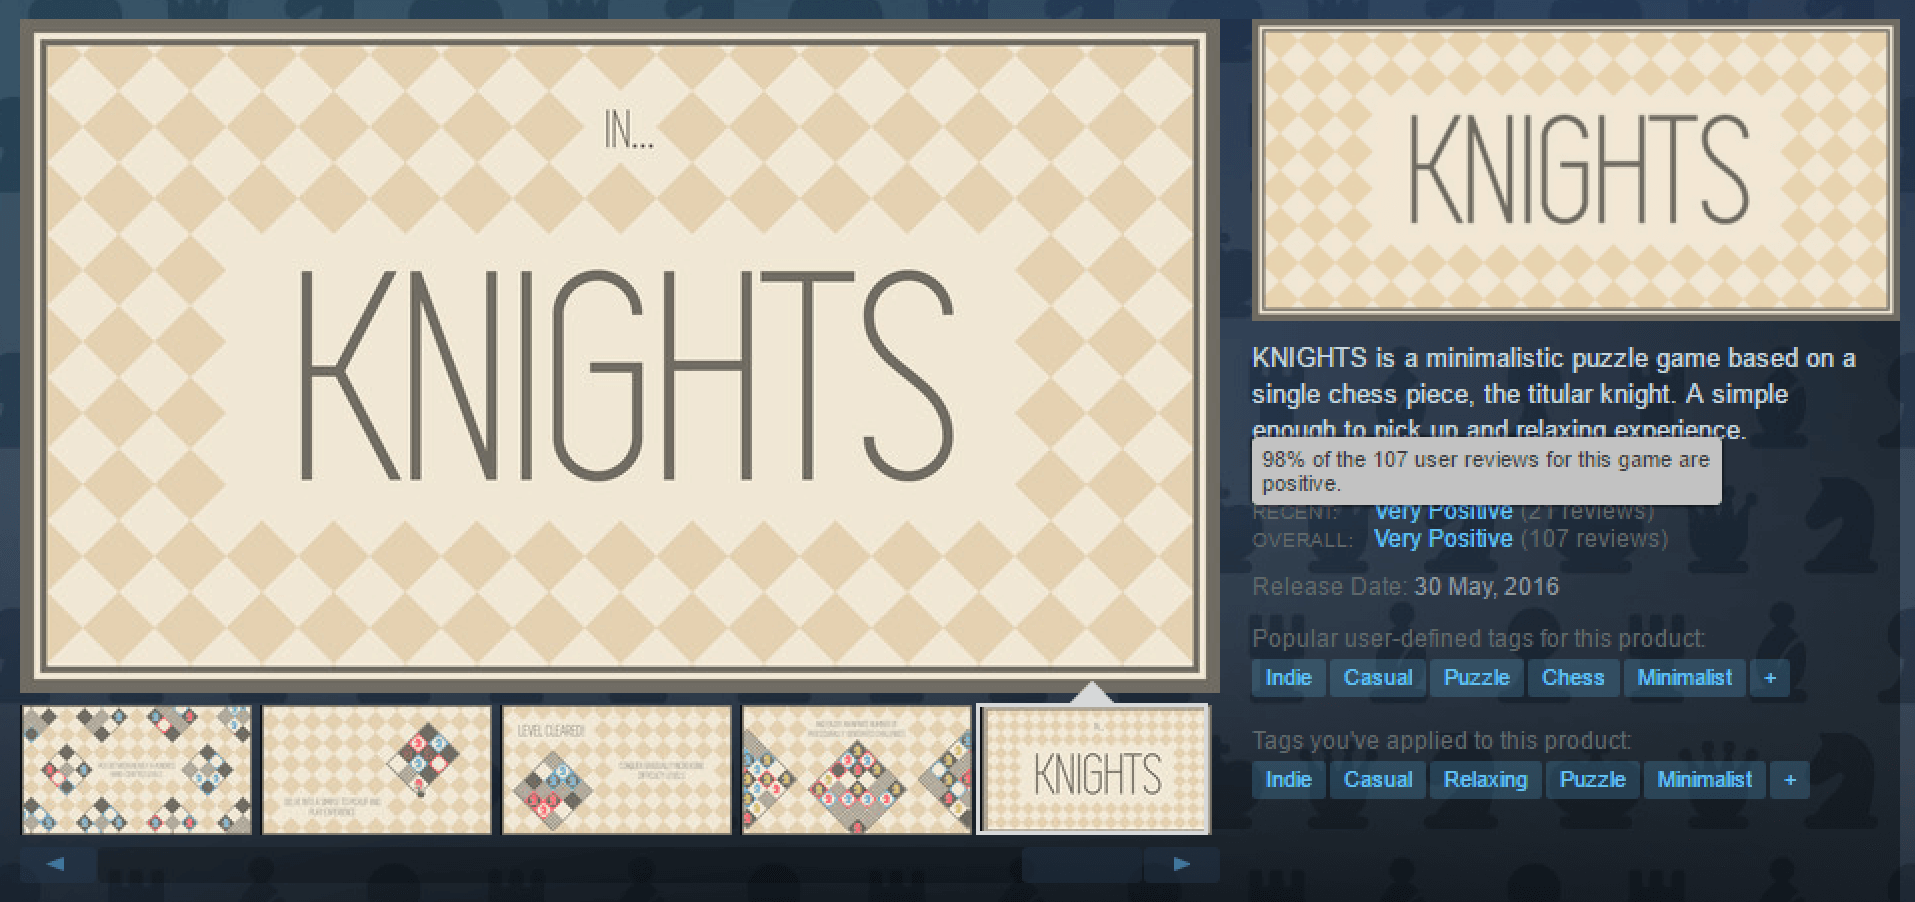 IN...
KNIGHTS
KNIGHTS
KNIGHTS is a minimalistic puzzle game based on a
single chess piece, the titular knight. A simple
enough to pick up and relaxing experience.
98% of the 107 user reviews for this game are
positive.
RECENT: Very Positive (21 reviews)
OVERALL: Very Positive (107 reviews)
Release Date: 30 May, 2016
Popular user-defined tags for this product:
Indie Casual Puzzle Chess Minimalist +
Tags you've applied to this product:
Indie Casual Relaxing Puzzle Minimalist +
LEVEL CLEARED!
IN...
KNIGHTS